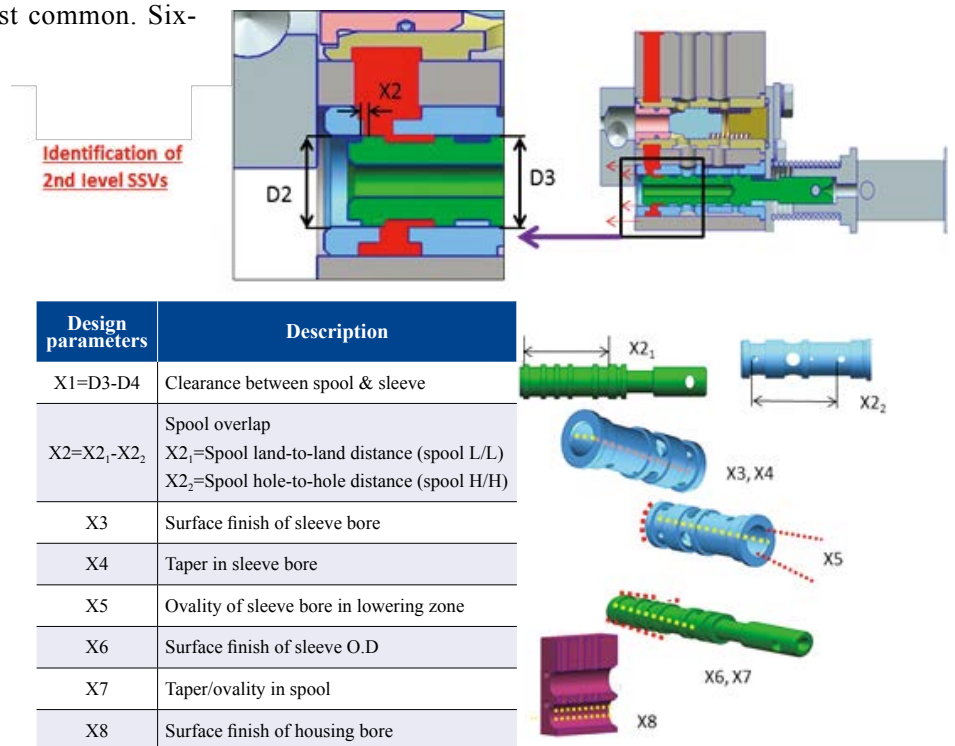 st common. Six-
Identification of
2nd level SSVs
X2
D2
D3
Design parameters | Description
X1=D3-D4 | Clearance between spool & sleeve
X2=X2₁-X2₂ | Spool overlap
X2₁=Spool land-to-land distance (spool L/L)
X2₂=Spool hole-to-hole distance (spool H/H)
X3 | Surface finish of sleeve bore
X4 | Taper in sleeve bore
X5 | Ovality of sleeve bore in lowering zone
X6 | Surface finish of sleeve O.D
X7 | Taper/ovality in spool
X8 | Surface finish of housing bore
X2₁
X2₂
X3, X4
X5
X6, X7
X8